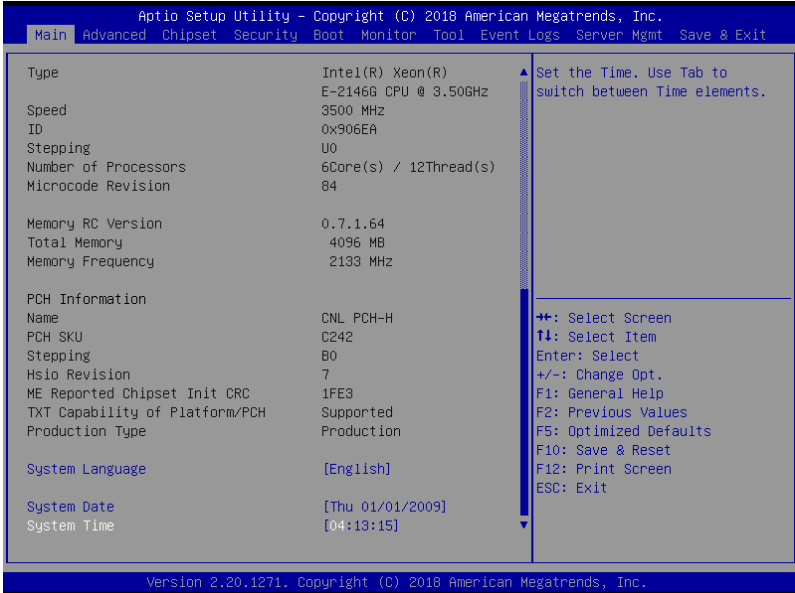 Aptio Setup Utility – Copyright (C) 2018 American Megatrends, Inc.
Main Advanced Chipset Security Boot Monitor Tool Event Logs Server Mgmt Save & Exit
Type Intel(R) Xeon(R)
E-2146G CPU @ 3.50GHz
Speed 3500 MHz
ID 0x906EA
Stepping U0
Number of Processors 6Core(s) / 12Thread(s)
Microcode Revision 84
Memory RC Version 0.7.1.64
Total Memory 4096 MB
Memory Frequency 2133 MHz
PCH Information
Name CNL PCH-H
PCH SKU C242
Stepping B0
Hsio Revision 7
ME Reported Chipset Init CRC 1FE3
TXT Capability of Platform/PCH Supported
Production Type Production
System Language [English]
System Date [Thu 01/01/2009]
System Time [04:13:15]
Set the Time. Use Tab to
switch between Time elements.
→←: Select Screen
↑↓: Select Item
Enter: Select
+/-: Change Opt.
F1: General Help
F2: Previous Values
F5: Optimized Defaults
F10: Save & Reset
F12: Print Screen
ESC: Exit
Version 2.20.1271. Copyright (C) 2018 American Megatrends, Inc.